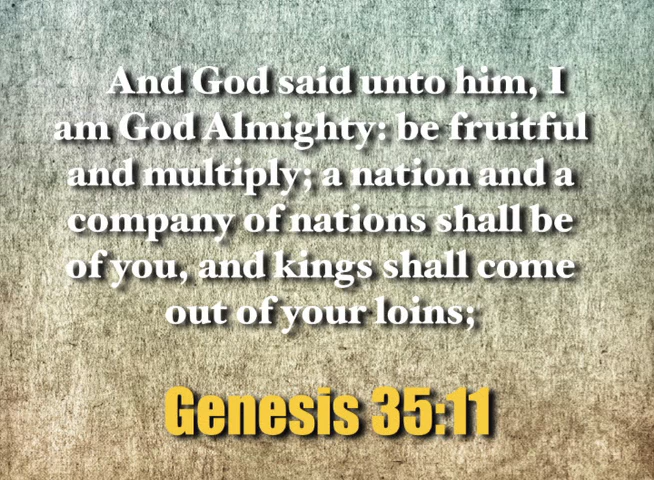 And God said unto him, I
am God Almighty: be fruitful
and multiply; a nation and a
company of nations shall be
of you, and kings shall come
out of your loins;
Genesis 35:11